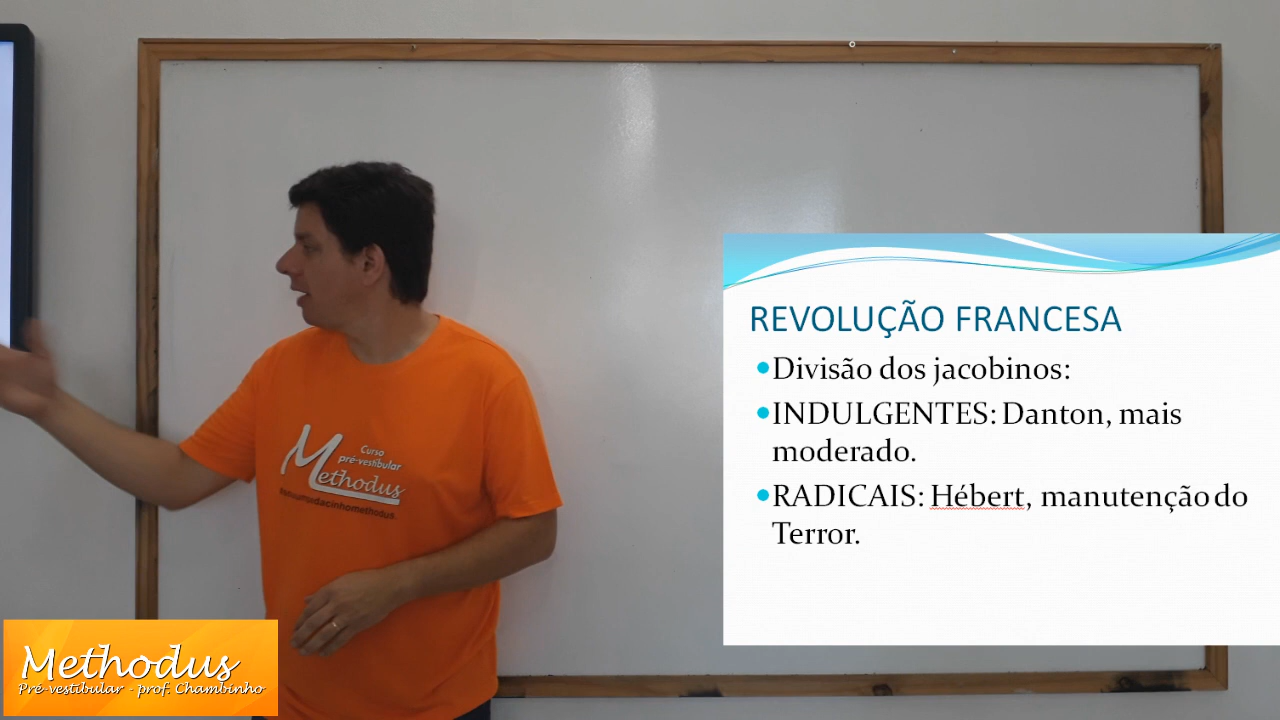 Curso
pré-vestibular
Methodus
REVOLUÇÃO FRANCESA
Divisão dos jacobinos:
INDULGENTES: Danton, mais
moderado.
RADICAIS: Hébert, manutenção do
Terror.
Methodus
Pré-vestibular - prof. Chambinho